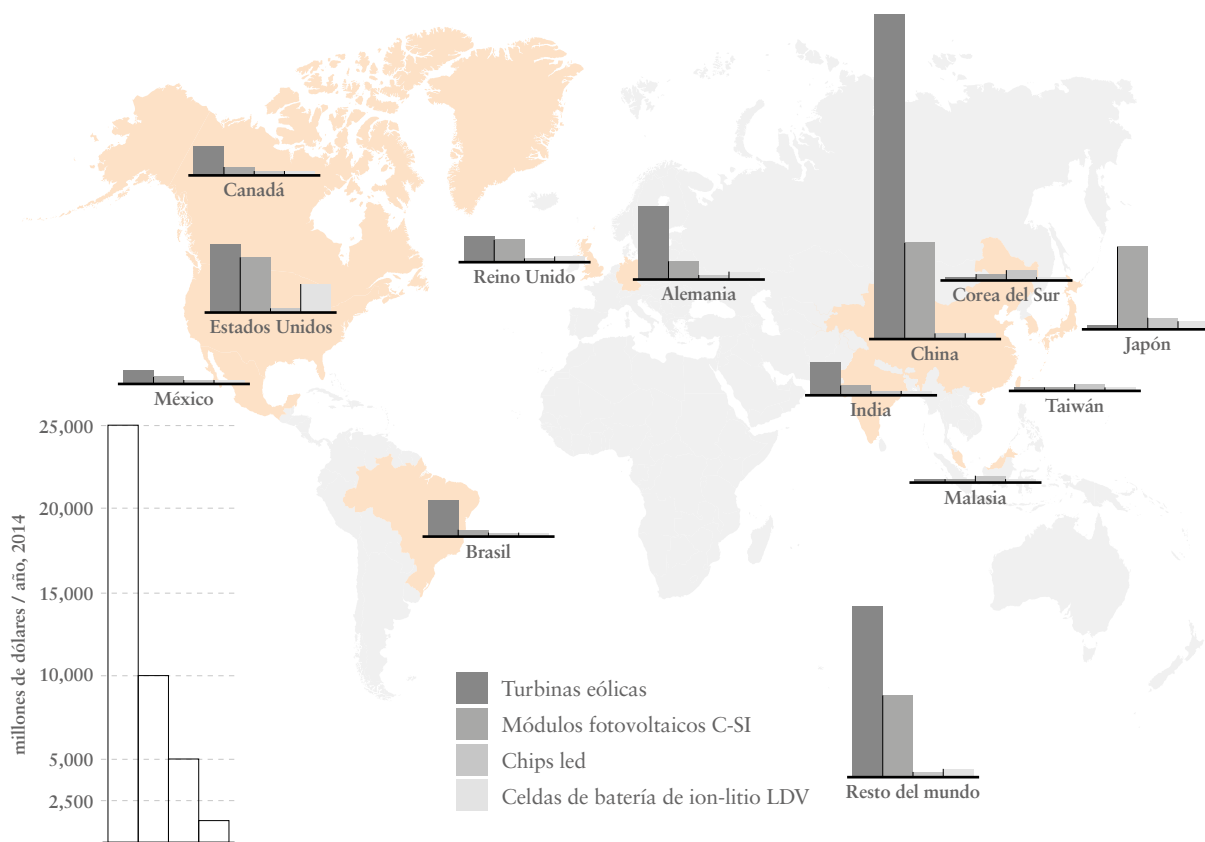 Canadá
Reino Unido
Alemania
Corea del Sur
Estados Unidos
China
Japón
México
India
Taiwán
Malasia
Brasil
millones de dólares / año, 2014
25,000
20,000
15,000
10,000
5,000
2,500
Turbinas eólicas
Módulos fotovoltaicos C-SI
Chips led
Celdas de batería de ion-litio LDV
Resto del mundo